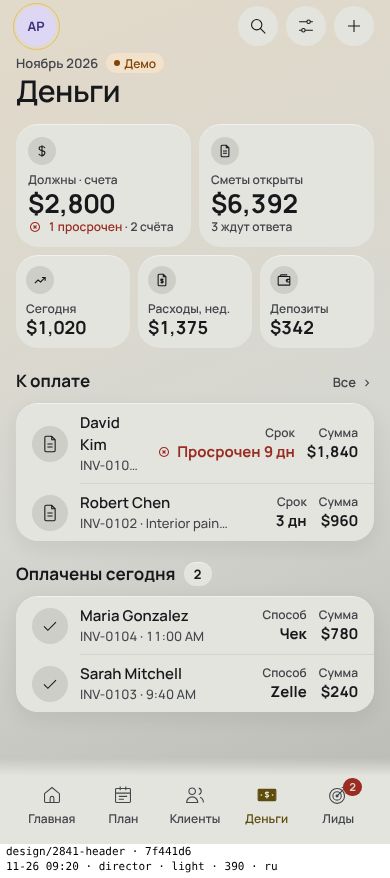 AP
Ноябрь 2026 Демо
Деньги
$
Должны · счета
$2,800
1 просрочен · 2 счёта
Сметы открыты
$6,392
3 ждут ответа
Сегодня
$1,020
Расходы, нед.
$1,375
Депозиты
$342
К оплате
Все
David
Kim
INV-010…
Срок
Просрочен 9 дн
Сумма
$1,840
Robert Chen
INV-0102 · Interior pain…
Срок
3 дн
Сумма
$960
Оплачены сегодня 2
Maria Gonzalez
INV-0104 · 11:00 AM
Способ
Чек
Сумма
$780
Sarah Mitchell
INV-0103 · 9:40 AM
Способ
Zelle
Сумма
$240
Главная
План
Клиенты
Деньги
2
Лиды
design/2841-header · 7f441d6
11-26 09:20 · director · light · 390 · ru